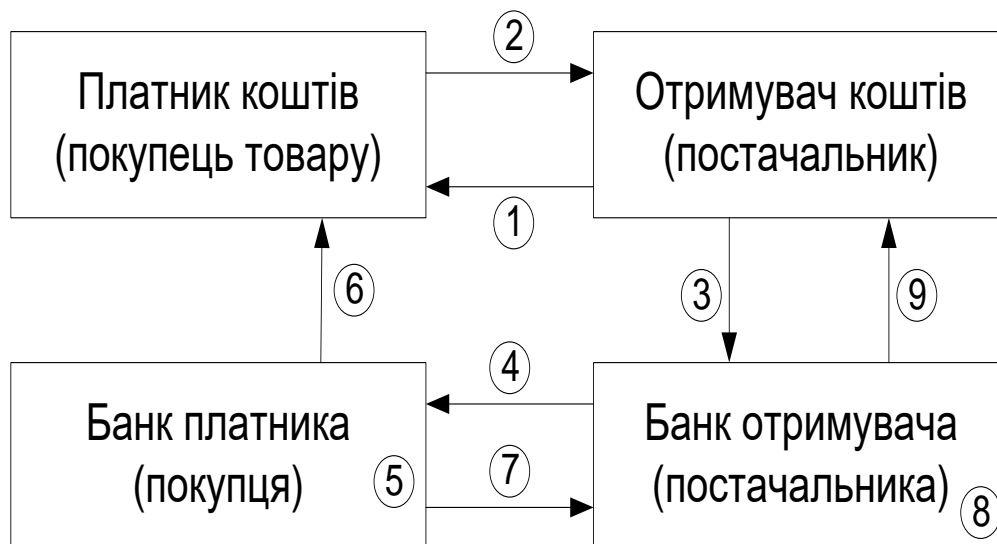 2
Платник коштів
(покупець товару)
Отримувач коштів
(постачальник)
1
6
3
9
4
Банк платника
(покупця)
5
7
Банк отримувача
(постачальника)
8